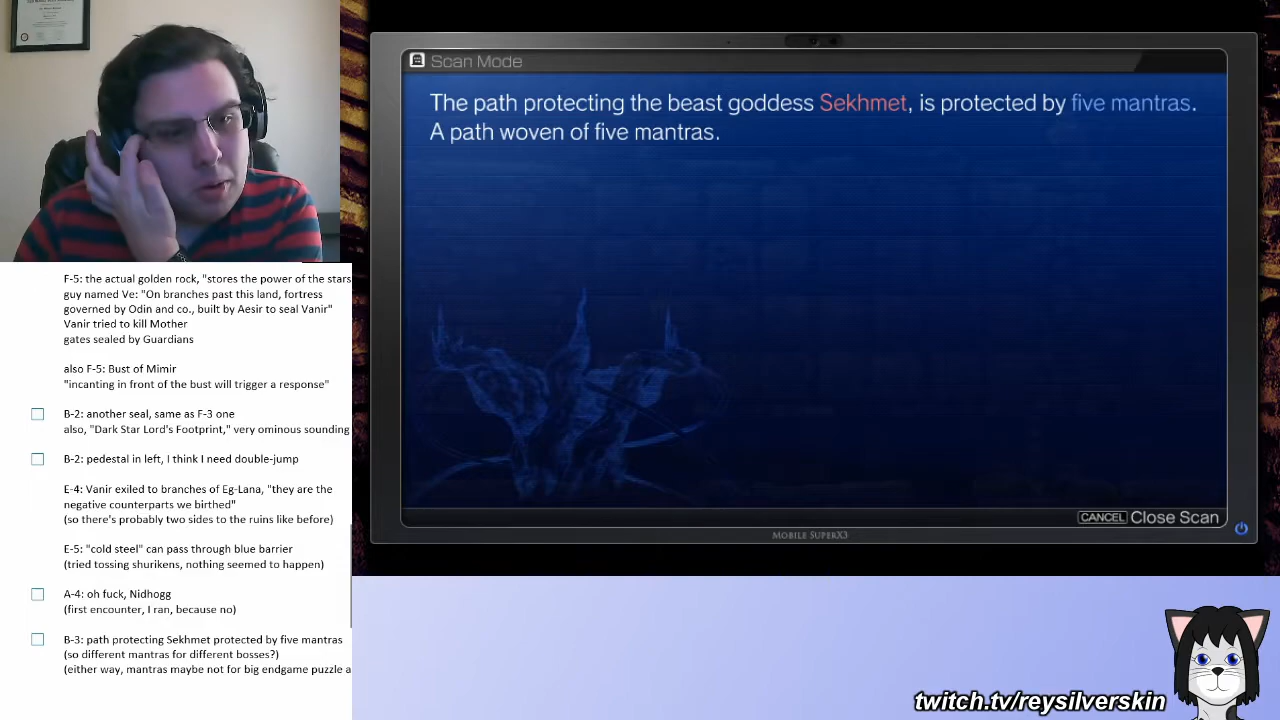 Scan Mode
The path protecting the beast goddess Sekhmet, is protected by five mantras.
A path woven of five mantras.
CANCEL Close Scan
MOBILE SUPERX3
F-5: the actual golden rock, "stores the power of the stars
guy named Ve: "On branches past this land, fortress
governed by Odin and co., built by Aesir to seal Vanir"
Vanir tried to kill Mother
gates sealed by Guardians
also F-5: Bust of Mimir
"incanting in front of the bust will trigger a response"
B-2: another seal, same as F-3 one
also, "Dark Star Lord's Footprint," very ominous sounding
B-2: pedestal in left, I think I need double-jump
E-4: Vanir exiled to branches of Eg-Lana, "they are the
negative counterparts we birthed"
(so there's probably two sides to the ruins like before)
E-5: "cold steel" can pass through blue barrier
(tried tossing shurikens, nothing seemed to happen)
A-4: oh fuck, Nidhogg
(first encounter, I ran, because no)
B-3: path protecting Sekhmet protected by five mantras
(so different mantras for different bosses?)
(either way, mantras maybe not for big endgame puzzle a
twitch.tv/reysilverskin